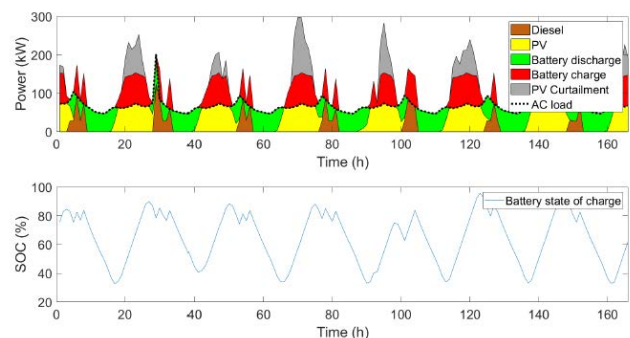 300
200
100
0
Power (kW)
Diesel
PV
Battery discharge
Battery charge
PV Curtailment
AC load
0 20 40 60 80 100 120 140 160
Time (h)
100
80
60
40
20
SOC (%)
Battery state of charge
0 20 40 60 80 100 120 140 160
Time (h)